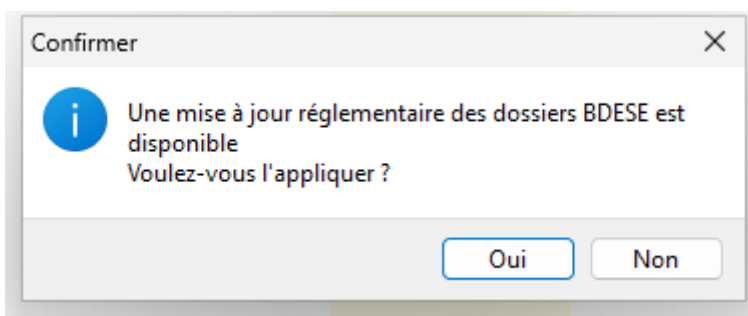 Confirmer
Une mise à jour réglementaire des dossiers BDESE est
disponible
Voulez-vous l'appliquer ?
Oui
Non